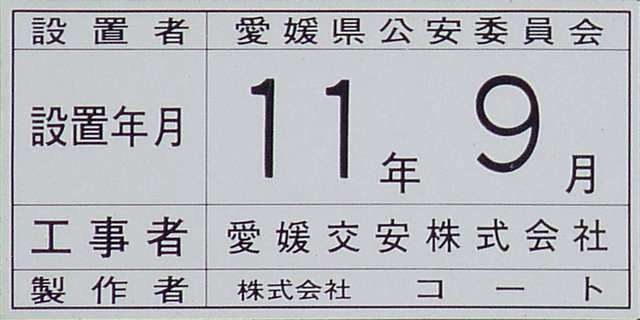 設置者 愛媛県公安委員会
設置年月 11年 9月
工事者 愛媛交安株式会社
製作者 株式会社 コート